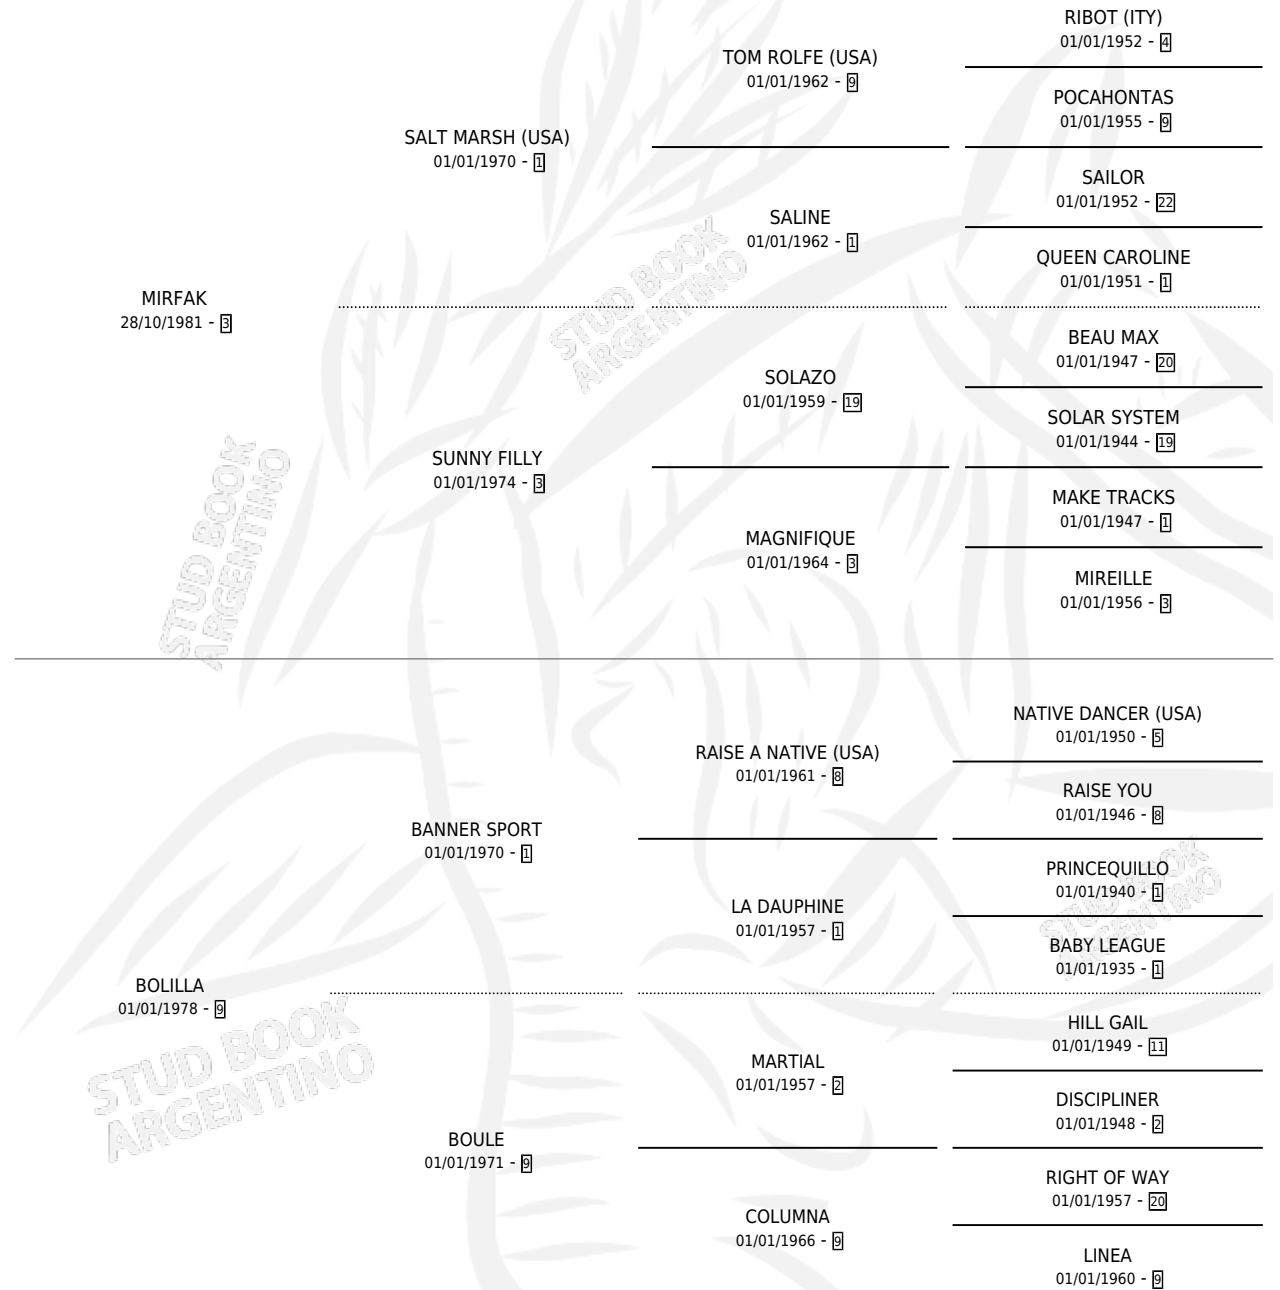 RIBOT (ITY)
01/01/1952 - 4
TOM ROLFE (USA)
01/01/1962 - 9
POCAHONTAS
01/01/1955 - 9
SALT MARSH (USA)
01/01/1970 - 1
SAILOR
01/01/1952 - 22
SALINE
01/01/1962 - 1
QUEEN CAROLINE
01/01/1951 - 1
MIRFAK
28/10/1981 - 3
BEAU MAX
01/01/1947 - 20
SOLAZO
01/01/1959 - 19
SOLAR SYSTEM
01/01/1944 - 19
SUNNY FILLY
01/01/1974 - 3
MAKE TRACKS
01/01/1947 - 1
MAGNIFIQUE
01/01/1964 - 3
MIREILLE
01/01/1956 - 3
NATIVE DANCER (USA)
01/01/1950 - 5
RAISE A NATIVE (USA)
01/01/1961 - 8
RAISE YOU
01/01/1946 - 8
BANNER SPORT
01/01/1970 - 1
PRINCEQUILLO
01/01/1940 - 1
LA DAUPHINE
01/01/1957 - 1
BABY LEAGUE
01/01/1935 - 1
BOLILLA
01/01/1978 - 9
HILL GAIL
01/01/1949 - 11
MARTIAL
01/01/1957 - 2
DISCIPLINER
01/01/1948 - 2
BOULE
01/01/1971 - 9
RIGHT OF WAY
01/01/1957 - 20
COLUMNA
01/01/1966 - 9
LINEA
01/01/1960 - 9
STUD BOOK
ARGENTINO
STUD BOOK
ARGENTINO
STUD BOOK
ARGENTINO
STUD BOOK
ARGENTINO